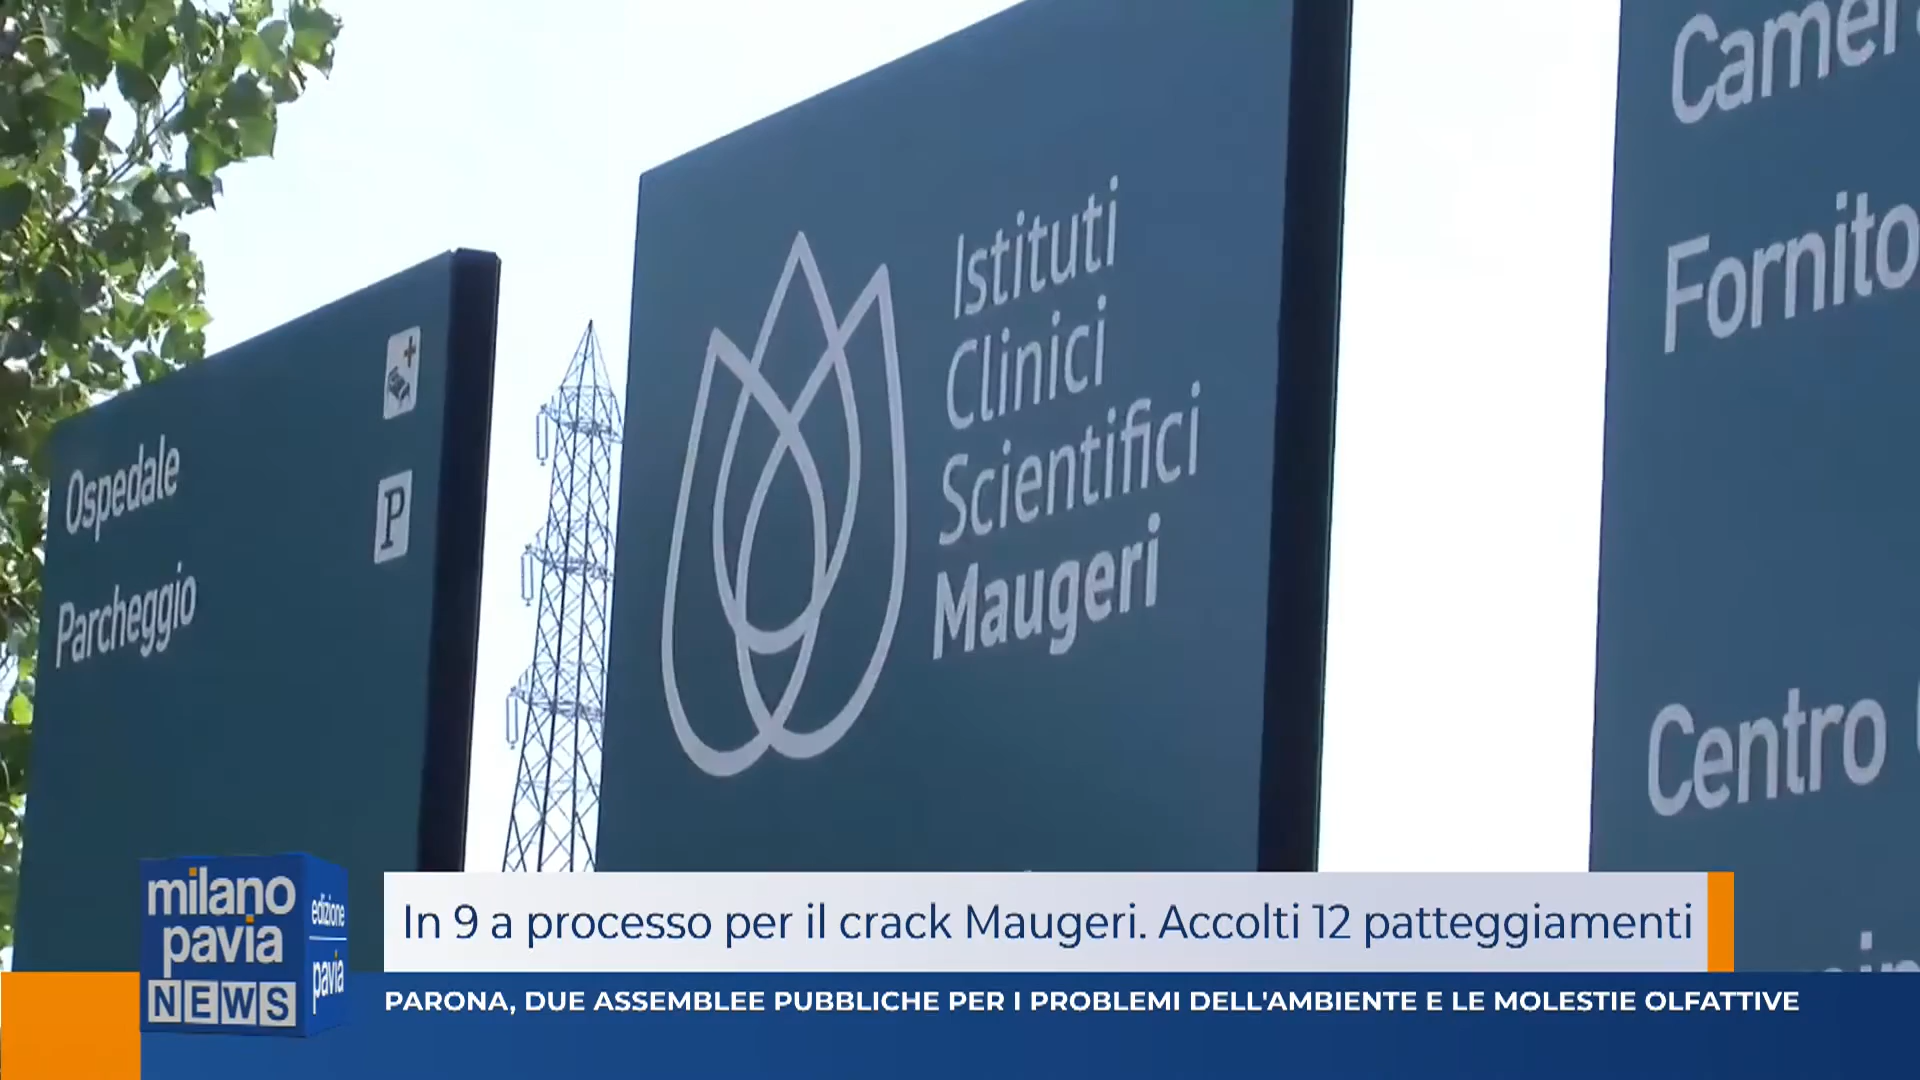 Ospedale
P
Parcheggio
Istituti
Clinici
Scientifici
Maugeri
Fornito
Centro
milano
pavia
NEWS
edizione
pavia
In 9 a processo per il crack Maugeri. Accolti 12 patteggiamenti
PARONA, DUE ASSEMBLEE PUBBLICHE PER I PROBLEMI DELL'AMBIENTE E LE MOLESTIE OLFATTIVE